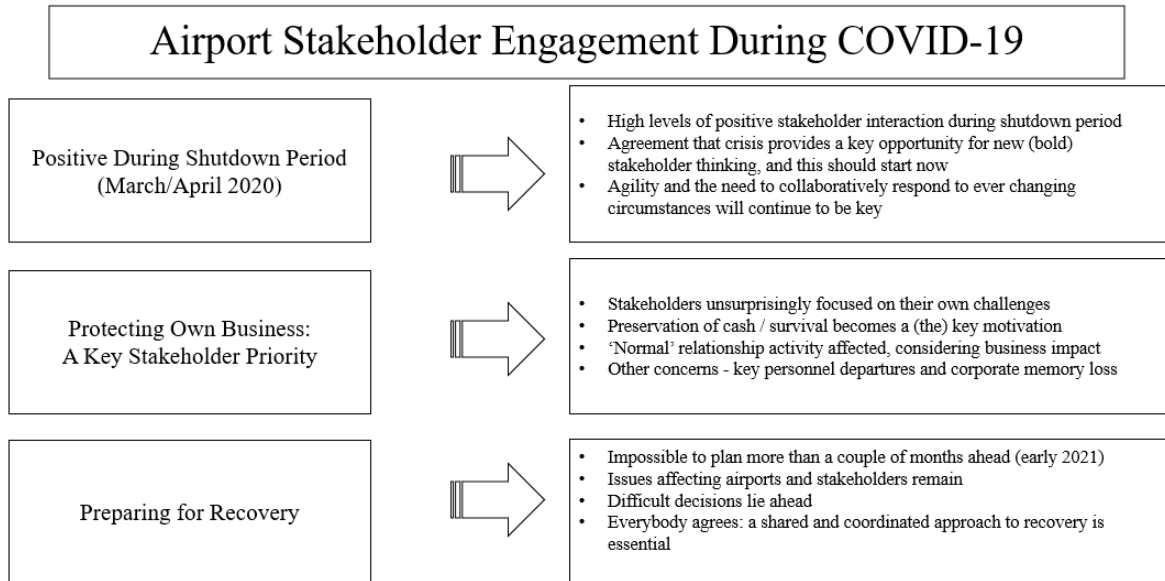 Airport Stakeholder Engagement During COVID-19
Positive During Shutdown Period
(March/April 2020)
• High levels of positive stakeholder interaction during shutdown period
• Agreement that crisis provides a key opportunity for new (bold)
stakeholder thinking, and this should start now
• Agility and the need to collaboratively respond to ever changing
circumstances will continue to be key
Protecting Own Business:
A Key Stakeholder Priority
• Stakeholders unsurprisingly focused on their own challenges
• Preservation of cash / survival becomes a (the) key motivation
• ‘Normal’ relationship activity affected, considering business impact
• Other concerns - key personnel departures and corporate memory loss
Preparing for Recovery
• Impossible to plan more than a couple of months ahead (early 2021)
• Issues affecting airports and stakeholders remain
• Difficult decisions lie ahead
• Everybody agrees: a shared and coordinated approach to recovery is
essential